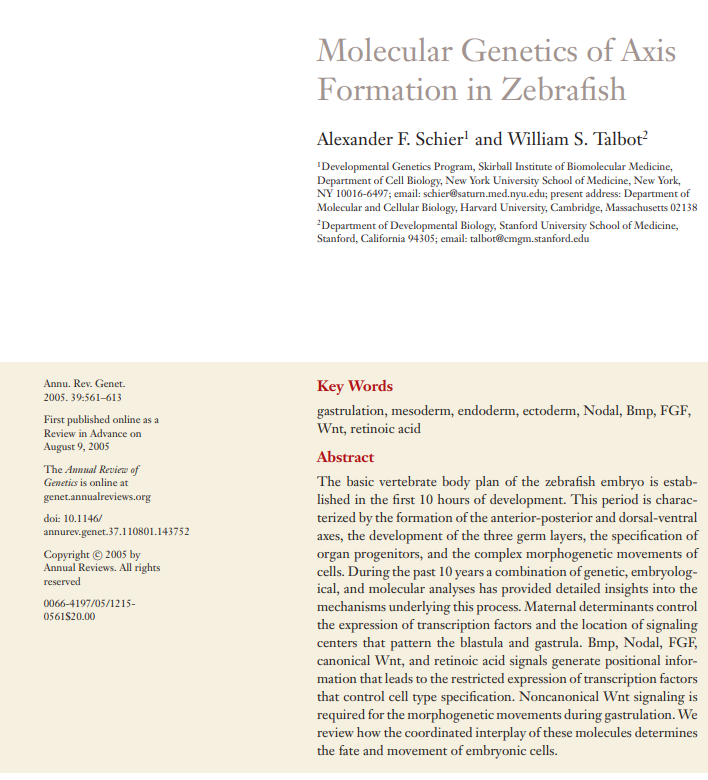 Molecular Genetics of Axis
Formation in Zebrafish
Alexander F. Schier¹ and William S. Talbot²
¹Developmental Genetics Program, Skirball Institute of Biomolecular Medicine,
Department of Cell Biology, New York University School of Medicine, New York,
NY 10016-6497; email: schier@saturn.med.nyu.edu; present address: Department of
Molecular and Cellular Biology, Harvard University, Cambridge, Massachusetts 02138
²Department of Developmental Biology, Stanford University School of Medicine,
Stanford, California 94305; email: talbot@cmgm.stanford.edu
Annu. Rev. Genet.
2005. 39:561–613
First published online as a
Review in Advance on
August 9, 2005
The Annual Review of
Genetics is online at
genet.annualreviews.org
doi: 10.1146/
annurev.genet.37.110801.143752
Copyright © 2005 by
Annual Reviews. All rights
reserved
0066-4197/05/1215-
0561$20.00
Key Words
gastrulation, mesoderm, endoderm, ectoderm, Nodal, Bmp, FGF,
Wnt, retinoic acid
Abstract
The basic vertebrate body plan of the zebrafish embryo is estab-
lished in the first 10 hours of development. This period is charac-
terized by the formation of the anterior-posterior and dorsal-ventral
axes, the development of the three germ layers, the specification of
organ progenitors, and the complex morphogenetic movements of
cells. During the past 10 years a combination of genetic, embryolog-
ical, and molecular analyses has provided detailed insights into the
mechanisms underlying this process. Maternal determinants control
the expression of transcription factors and the location of signaling
centers that pattern the blastula and gastrula. Bmp, Nodal, FGF,
canonical Wnt, and retinoic acid signals generate positional infor-
mation that leads to the restricted expression of transcription factors
that control cell type specification. Noncanonical Wnt signaling is
required for the morphogenetic movements during gastrulation. We
review how the coordinated interplay of these molecules determines
the fate and movement of embryonic cells.